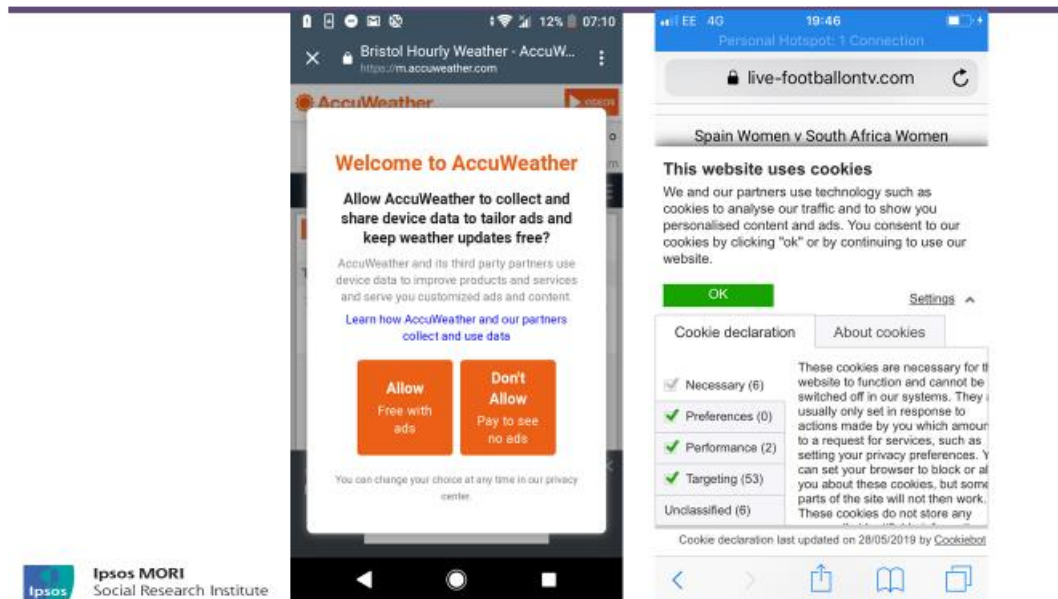 12% 07:10
Bristol Hourly Weather - AccuW...
https://m.accuweather.com
AccuWeather
VIDEOS
Welcome to AccuWeather
Allow AccuWeather to collect and
share device data to tailor ads and
keep weather updates free?
AccuWeather and its third party partners use
device data to improve products and services
and serve you customized ads and content.
Learn how AccuWeather and our partners
collect and use data
Allow
Free with
ads
Don't
Allow
Pay to see
no ads
You can change your choice at any time in our privacy
center.
EE 4G 19:46
Personal Hotspot: 1 Connection
live-footballontv.com
Spain Women v South Africa Women
This website uses cookies
We and our partners use technology such as
cookies to analyse our traffic and to show you
personalised content and ads. You consent to our
cookies by clicking "ok" or by continuing to use our
website.
OK
Settings
Cookie declaration About cookies
Necessary (6)
Preferences (0)
Performance (2)
Targeting (53)
Unclassified (6)
These cookies are necessary for th
website to function and cannot be
switched off in our systems. They
usually only set in response to
actions made by you which amoun
to a request for services, such as
setting your privacy preferences. Y
can set your browser to block or al
you about these cookies, but some
parts of the site will not then work.
These cookies do not store any
Cookie declaration last updated on 28/05/2019 by Cookiebot
Ipsos MORI
Social Research Institute
Ipsos